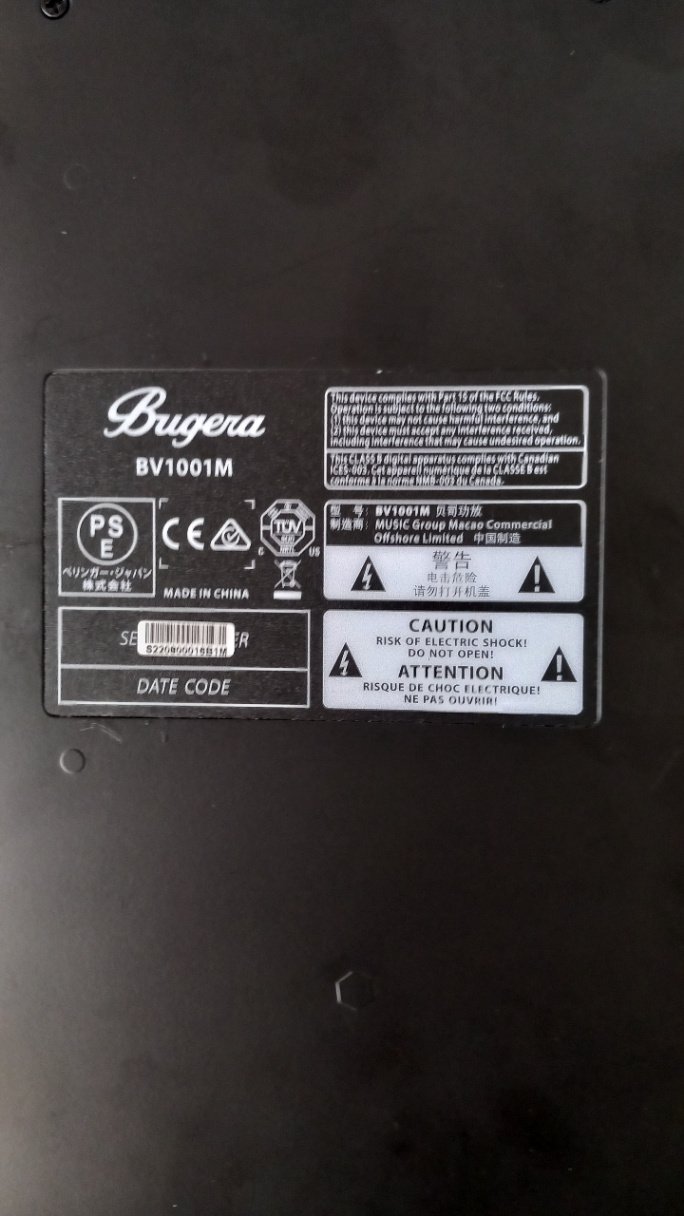 Bugera
BV1001M
PS
E
ベリンガー・ジャパン
株式会社
CE
TÜV
C
US
MADE IN CHINA
SE
ER
DATE CODE
This device complies with Part 15 of the FCC Rules.
Operation is subject to the following two conditions:
(1) this device may not cause harmful interference, and
(2) this device must accept any interference received,
including interference that may cause undesired operation.
This CLASS B digital apparatus complies with Canadian
ICES-003. Cet appareil numérique de la CLASSE B est
conforme à la norme NMB-003 du Canada.
型 号: BV1001M 贝司功放
制造商: MUSIC Group Macao Commercial
Offshore Limited 中国制造
警告
电击危险
请勿打开机盖
CAUTION
RISK OF ELECTRIC SHOCK!
DO NOT OPEN!
ATTENTION
RISQUE DE CHOC ELECTRIQUE!
NE PAS OUVRIR!